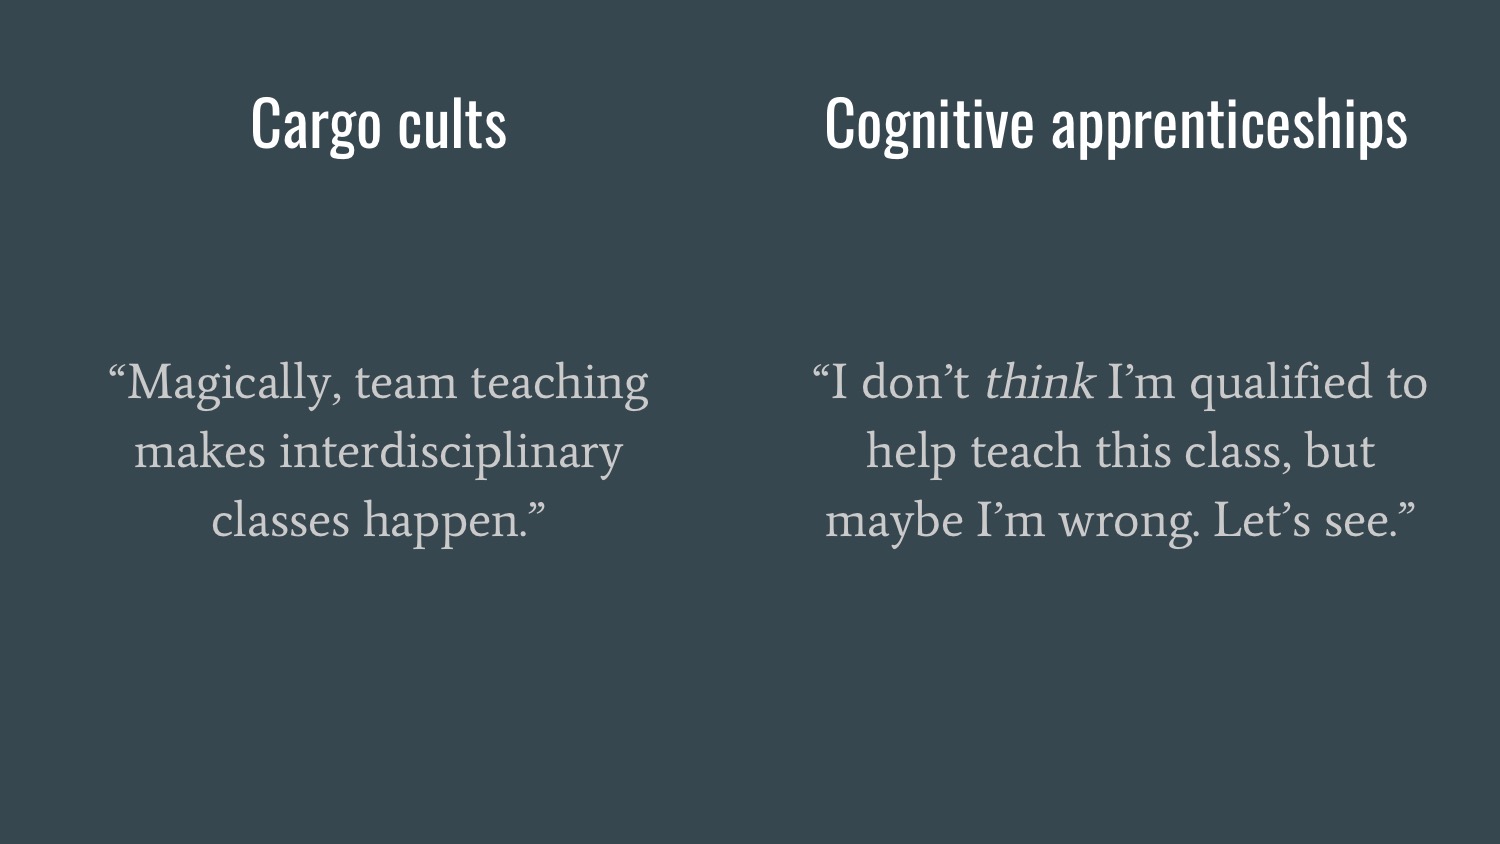 Cargo cults
“Magically, team teaching
makes interdisciplinary
classes happen.”
Cognitive apprenticeships
“I don’t think I’m qualified to
help teach this class, but
maybe I’m wrong. Let’s see.”